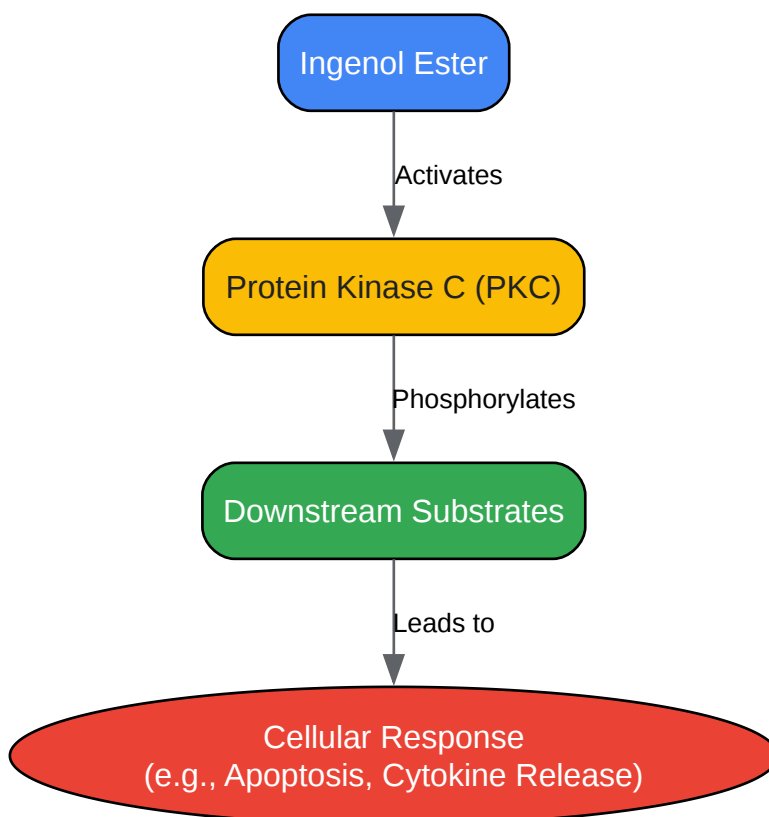 Ingenol Ester
Activates
Protein Kinase C (PKC)
Phosphorylates
Downstream Substrates
Leads to
Cellular Response
(e.g., Apoptosis, Cytokine Release)